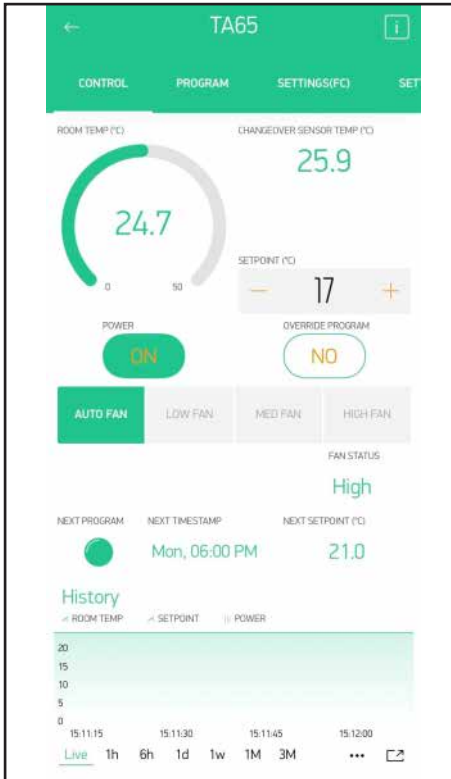 TA65
i
CONTROL PROGRAM SETTINGS(FC) SET
ROOM TEMP (°C) CHANGEOVER SENSOR TEMP (°C)
25.9
24.7
0 50
SETPOINT (°C)
— 17 +
POWER OVERRIDE PROGRAM
ON NO
AUTO FAN LOW FAN MED FAN HIGH FAN
FAN STATUS
High
NEXT PROGRAM NEXT TIMESTAMP NEXT SETPOINT (°C)
Mon, 06:00 PM 21.0
History
ROOM TEMP SETPOINT POWER
20
15
10
5
0
15:11:15 15:11:30 15:11:45 15:12:00
Live 1h 6h 1d 1w 1M 3M ...